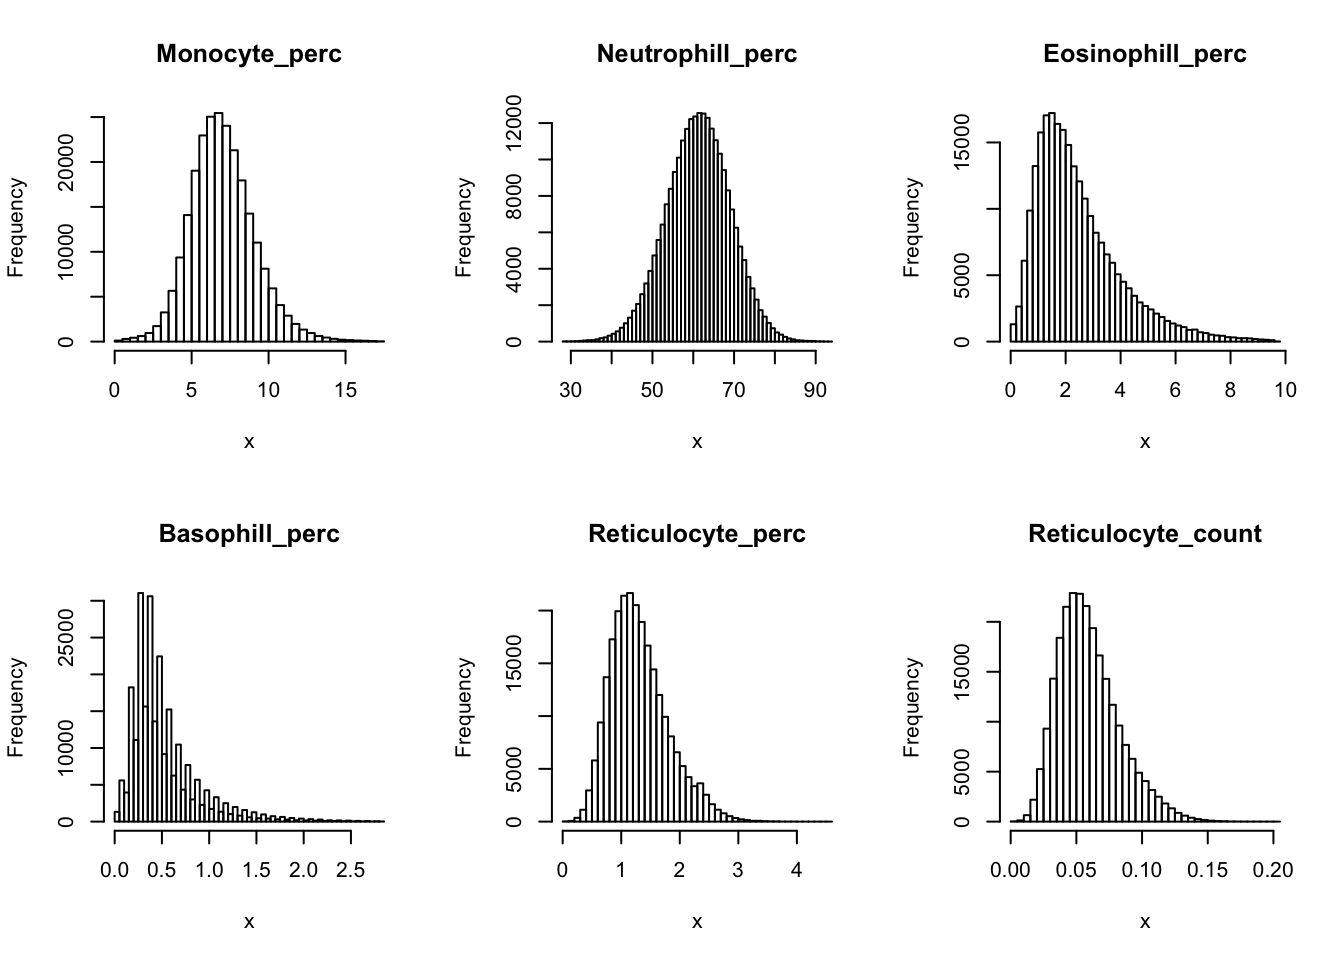 Monocyte_perc
Frequency
0 10000 20000
0 5 10 15
x
Neutrophill_perc
Frequency
0 4000 8000 12000
30 50 70 90
x
Eosinophill_perc
Frequency
0 5000 15000
0 2 4 6 8 10
x
Basophill_perc
Frequency
0 10000 25000
0.0 0.5 1.0 1.5 2.0 2.5
x
Reticulocyte_perc
Frequency
0 5000 15000
0 1 2 3 4
x
Reticulocyte_count
Frequency
0 5000 15000
0.00 0.05 0.10 0.15 0.20
x